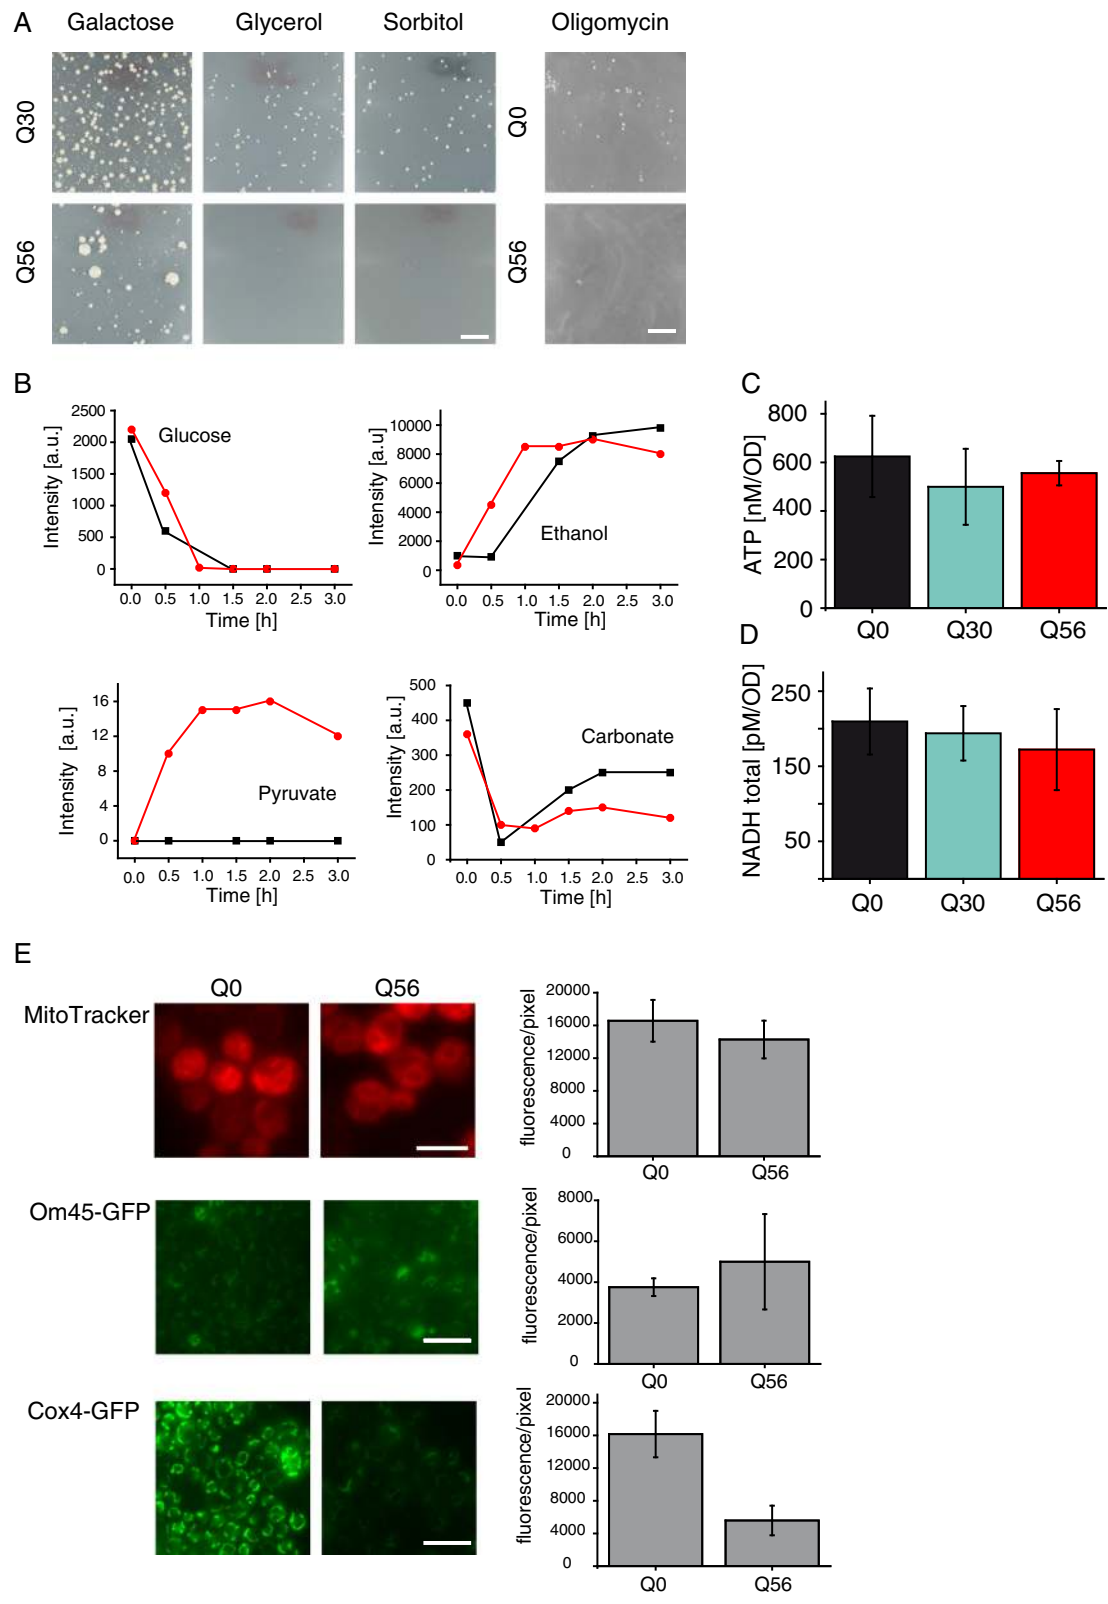 A
Galactose Glycerol Sorbitol Oligomycin
Q30
Q0
Q56
Q56
B
Intensity [a.u.]
2500
2000
1500
1000
500
0
Glucose
0.0 0.5 1.0 1.5 2.0 2.5 3.0
Time [h]
Intensity [a.u]
10000
8000
6000
4000
2000
0
Ethanol
0.0 0.5 1.0 1.5 2.0 2.5 3.0
Time [h]
Intensity [a.u.]
16
12
8
4
0
Pyruvate
0.0 0.5 1.0 1.5 2.0 2.5 3.0
Time [h]
Intensity [a.u.]
500
400
300
200
100
0
Carbonate
0.0 0.5 1.0 1.5 2.0 2.5 3.0
Time [h]
C
ATP [nM/OD]
800
600
400
200
0
Q0 Q30 Q56
D
NADH total [pM/OD]
250
150
50
Q0 Q30 Q56
E
Q0 Q56
MitoTracker
fluorescence/pixel
20000
16000
12000
8000
4000
0
Q0 Q56
Om45-GFP
fluorescence/pixel
8000
6000
4000
2000
0
Q0 Q56
Cox4-GFP
fluorescence/pixel
20000
16000
12000
8000
4000
0
Q0 Q56